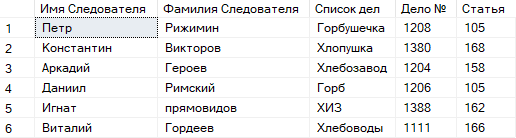 Имя Следователя Фамилия Следователя Список дел Дело № Статья
1 Петр Рижимин Горбушечка 1208 105
2 Константин Викторов Хлопушка 1380 168
3 Аркадий Героев Хлебозавод 1204 158
4 Даниил Римский Горб 1206 105
5 Игнат прямовидов ХИЗ 1388 162
6 Виталий Гордеев Хлебоводы 1111 166